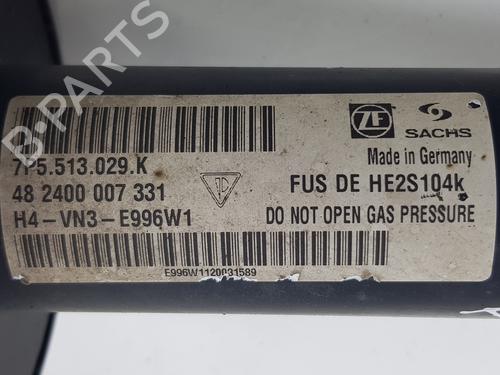 B-PARTS
ZF SACHS
7P5.513.029.K
Made in Germany
48 2400 007 331
FUS DE HE2S104k
H4-VN3-E996W1
DO NOT OPEN GAS PRESSURE
E996W1120031589